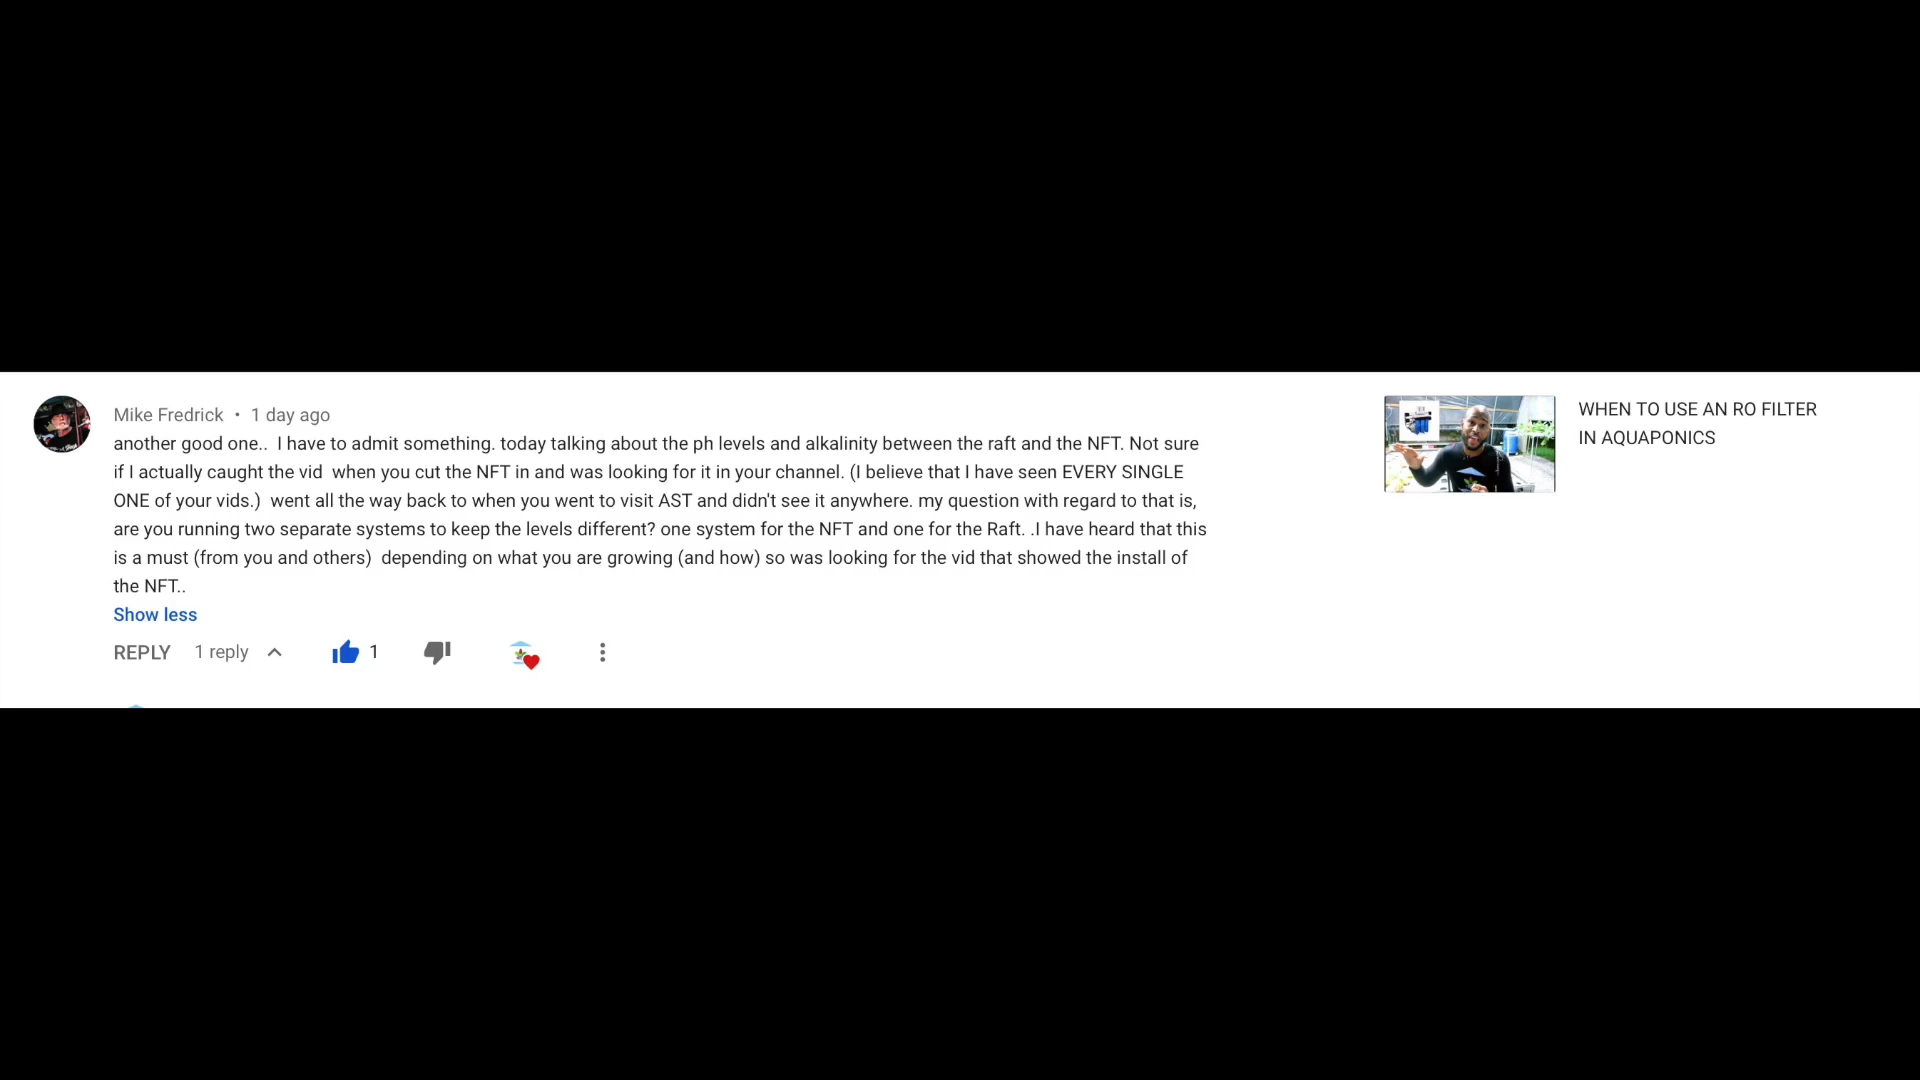 Mike Fredrick • 1 day ago
another good one.. I have to admit something. today talking about the ph levels and alkalinity between the raft and the NFT. Not sure
if I actually caught the vid when you cut the NFT in and was looking for it in your channel. (I believe that I have seen EVERY SINGLE
ONE of your vids.) went all the way back to when you went to visit AST and didn't see it anywhere. my question with regard to that is,
are you running two separate systems to keep the levels different? one system for the NFT and one for the Raft. .I have heard that this
is a must (from you and others) depending on what you are growing (and how) so was looking for the vid that showed the install of
the NFT..
Show less
REPLY 1 reply 1
WHEN TO USE AN RO FILTER
IN AQUAPONICS